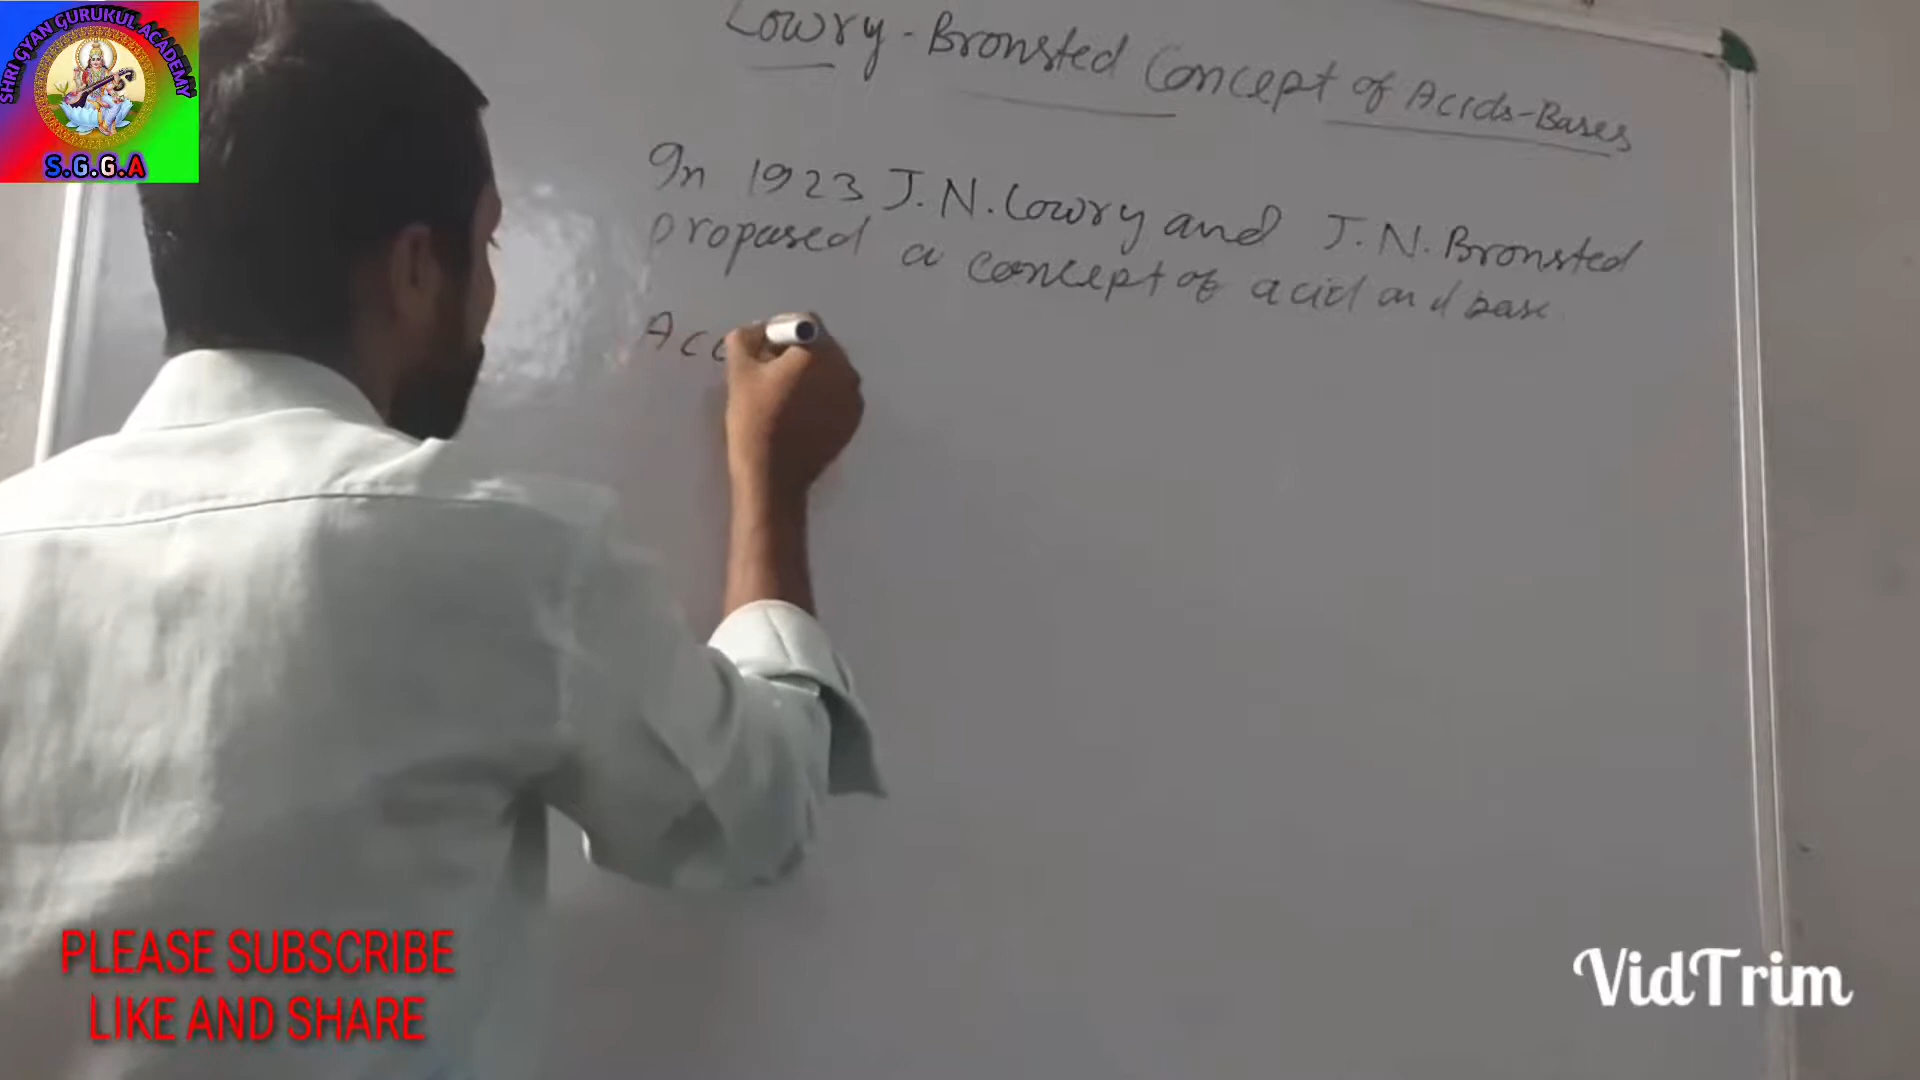 SHRI GYAN GURUKUL ACADEMY
S.G.G.A
Lowry-Bronsted Concept of Acids-Bases
In 1923 J.N. Lowry and J.N. Bronsted
proposed a concept of acid and base
Acc
PLEASE SUBSCRIBE
LIKE AND SHARE
VidTrim